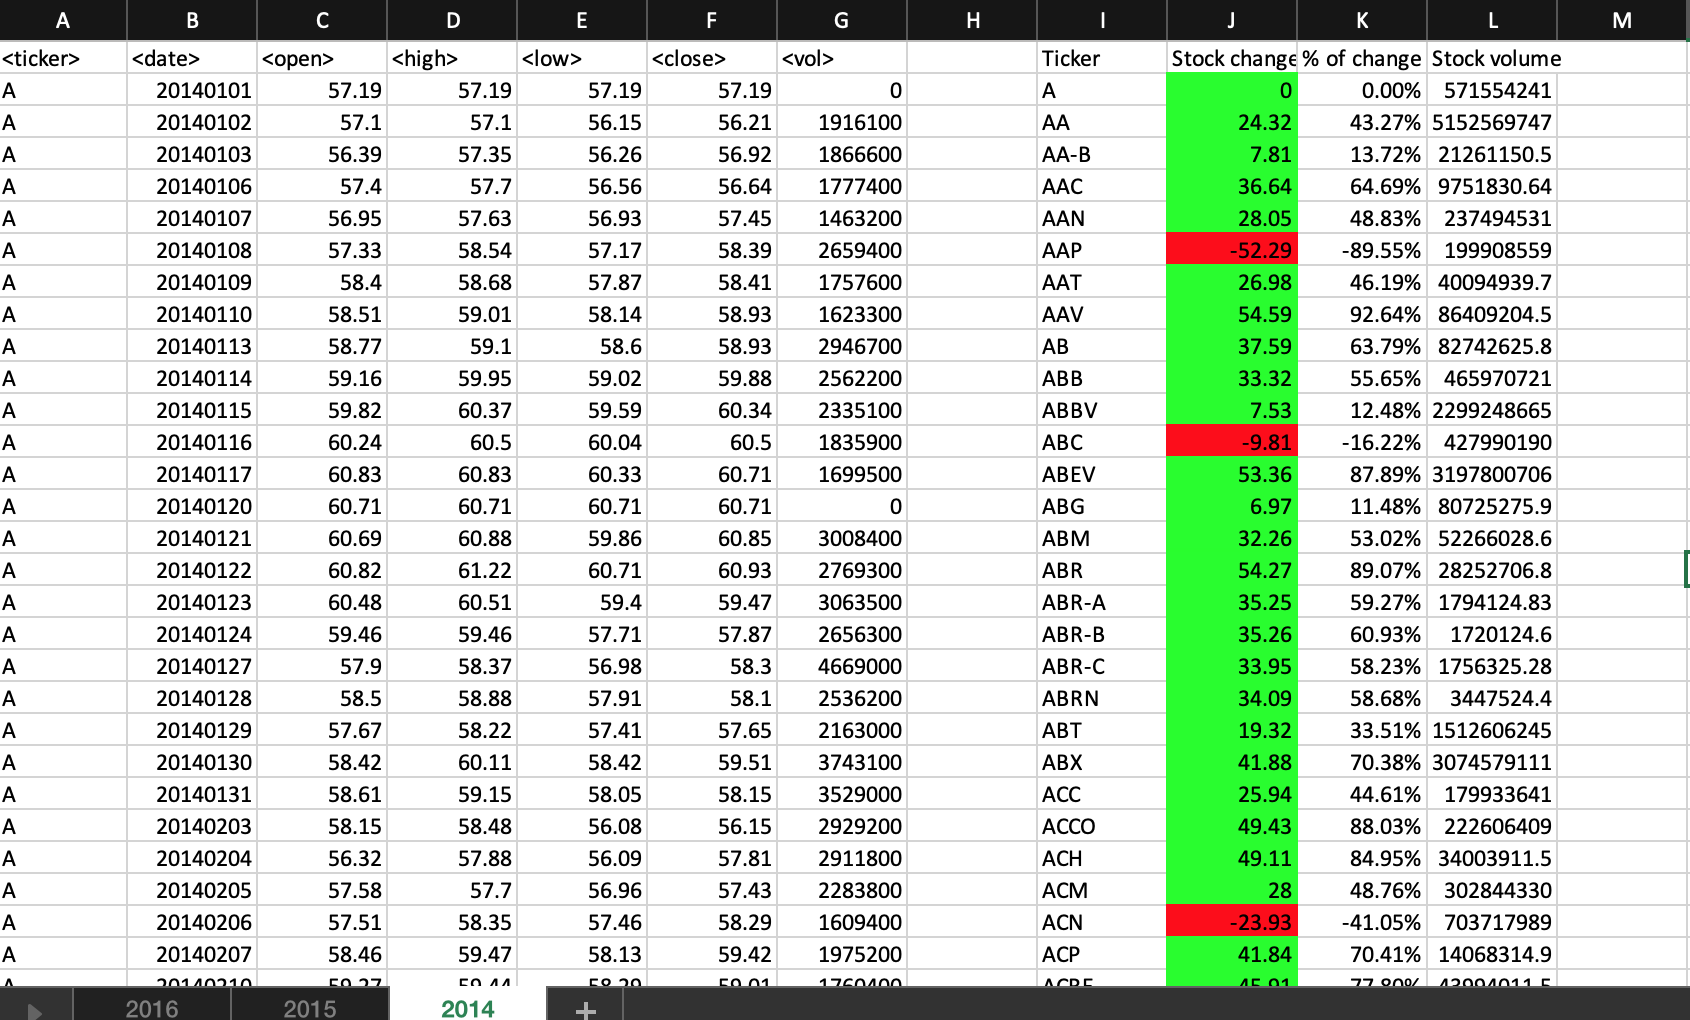 A B C D E F G H I J K L M
<ticker> <date> <open> <high> <low> <close> <vol> Ticker Stock change % of change Stock volume
A 20140101 57.19 57.19 57.19 57.19 0 A 0 0.00% 571554241
A 20140102 57.1 57.1 56.15 56.21 1916100 AA 24.32 43.27% 5152569747
A 20140103 56.39 57.35 56.26 56.92 1866600 AA-B 7.81 13.72% 21261150.5
A 20140106 57.4 57.7 56.56 56.64 1777400 AAC 36.64 64.69% 9751830.64
A 20140107 56.95 57.63 56.93 57.45 1463200 AAN 28.05 48.83% 237494531
A 20140108 57.33 58.54 57.17 58.39 2659400 AAP -52.29 -89.55% 199908559
A 20140109 58.4 58.68 57.87 58.41 1757600 AAT 26.98 46.19% 40094939.7
A 20140110 58.51 59.01 58.14 58.93 1623300 AAV 54.59 92.64% 86409204.5
A 20140113 58.77 59.1 58.6 58.93 2946700 AB 37.59 63.79% 82742625.8
A 20140114 59.16 59.95 59.02 59.88 2562200 ABB 33.32 55.65% 465970721
A 20140115 59.82 60.37 59.59 60.34 2335100 ABBV 7.53 12.48% 2299248665
A 20140116 60.24 60.5 60.04 60.5 1835900 ABC -9.81 -16.22% 427990190
A 20140117 60.83 60.83 60.33 60.71 1699500 ABEV 53.36 87.89% 3197800706
A 20140120 60.71 60.71 60.71 60.71 0 ABG 6.97 11.48% 80725275.9
A 20140121 60.69 60.88 59.86 60.85 3008400 ABM 32.26 53.02% 52266028.6
A 20140122 60.82 61.22 60.71 60.93 2769300 ABR 54.27 89.07% 28252706.8
A 20140123 60.48 60.51 59.4 59.47 3063500 ABR-A 35.25 59.27% 1794124.83
A 20140124 59.46 59.46 57.71 57.87 2656300 ABR-B 35.26 60.93% 1720124.6
A 20140127 57.9 58.37 56.98 58.3 4669000 ABR-C 33.95 58.23% 1756325.28
A 20140128 58.5 58.88 57.91 58.1 2536200 ABRN 34.09 58.68% 3447524.4
A 20140129 57.67 58.22 57.41 57.65 2163000 ABT 19.32 33.51% 1512606245
A 20140130 58.42 60.11 58.42 59.51 3743100 ABX 41.88 70.38% 3074579111
A 20140131 58.61 59.15 58.05 58.15 3529000 ACC 25.94 44.61% 179933641
A 20140203 58.15 58.48 56.08 56.15 2929200 ACCO 49.43 88.03% 222606409
A 20140204 56.32 57.88 56.09 57.81 2911800 ACH 49.11 84.95% 34003911.5
A 20140205 57.58 57.7 56.96 57.43 2283800 ACM 28 48.76% 302844330
A 20140206 57.51 58.35 57.46 58.29 1609400 ACN -23.93 -41.05% 703717989
A 20140207 58.46 59.47 58.13 59.42 1975200 ACP 41.84 70.41% 14068314.9
2016 2015 2014 +